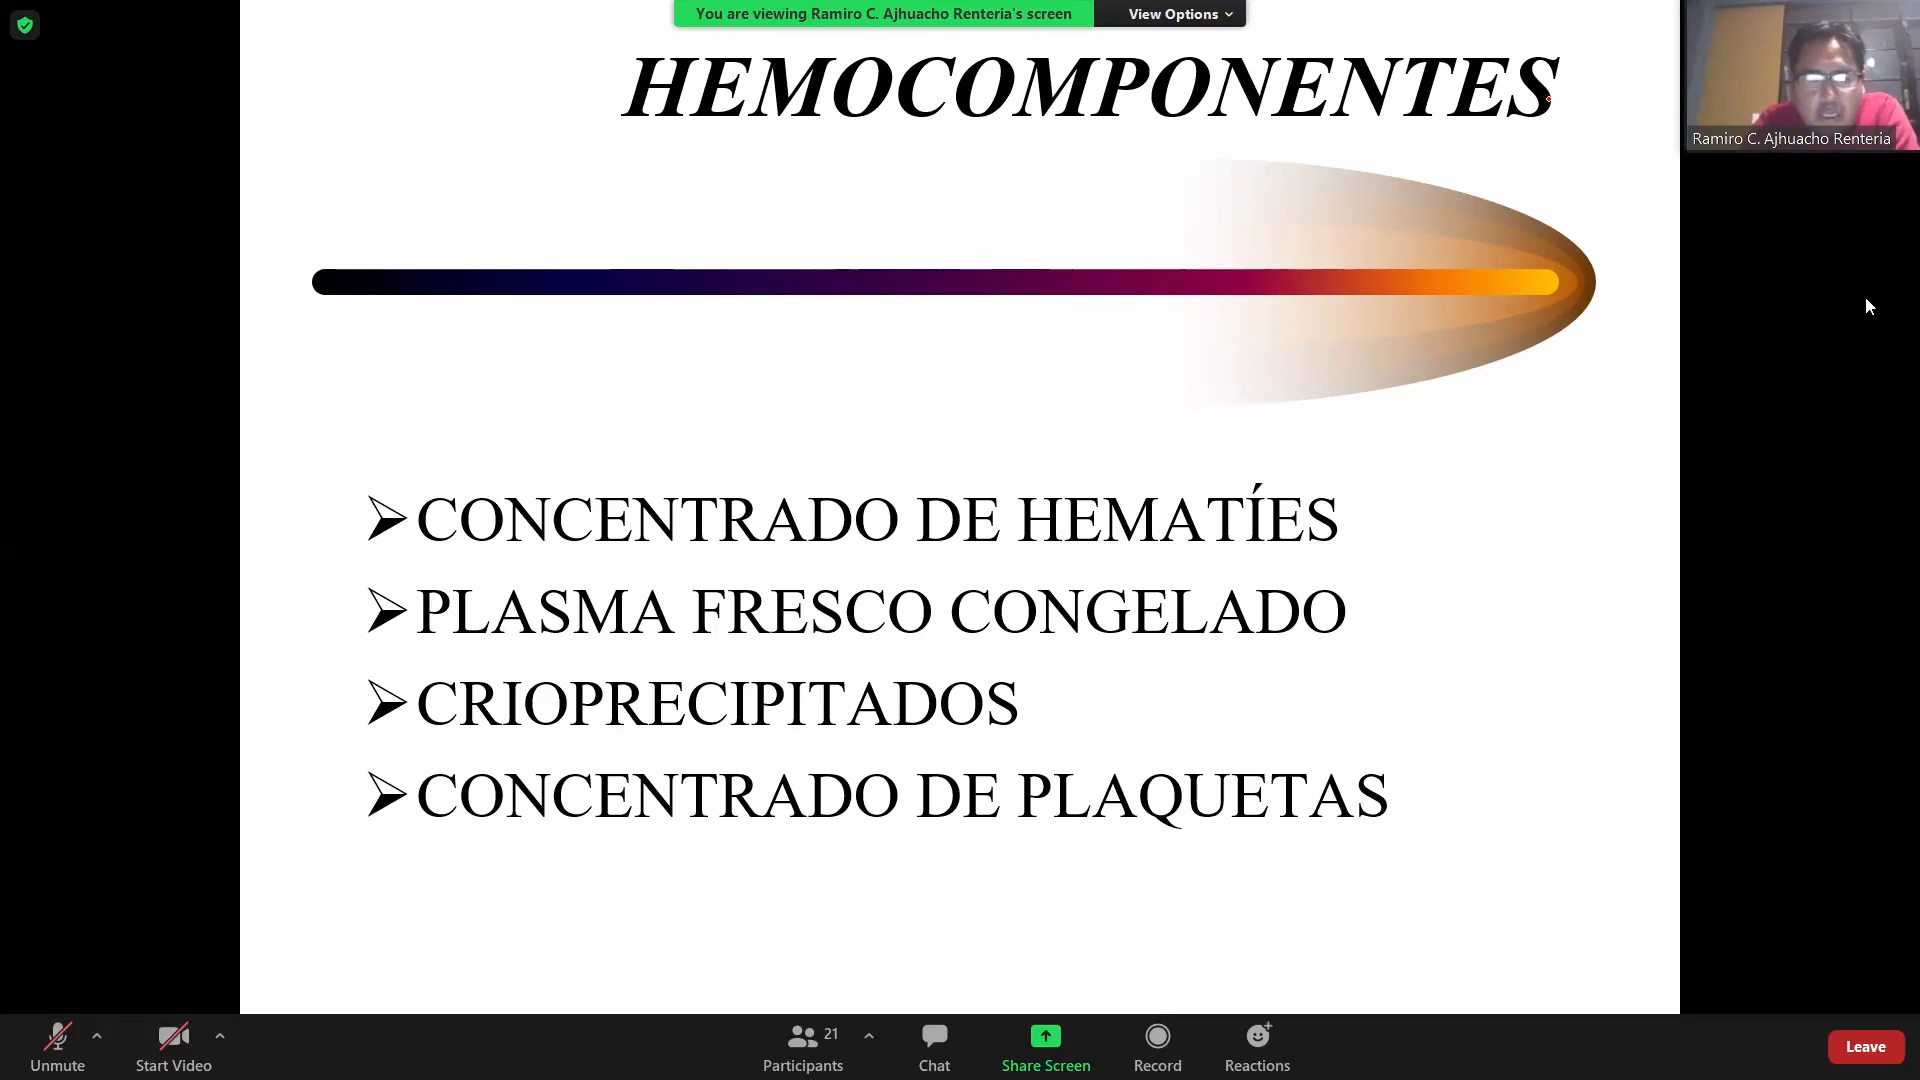 You are viewing Ramiro C. Ajhuacho Renteria's screen
View Options
HEMOCOMPONENTES
Ramiro C. Ajhuacho Renteria
CONCENTRADO DE HEMATÍES
PLASMA FRESCO CONGELADO
CRIOPRECIPITADOS
CONCENTRADO DE PLAQUETAS
Unmute
Start Video
21
Participants
Chat
Share Screen
Record
Reactions
Leave